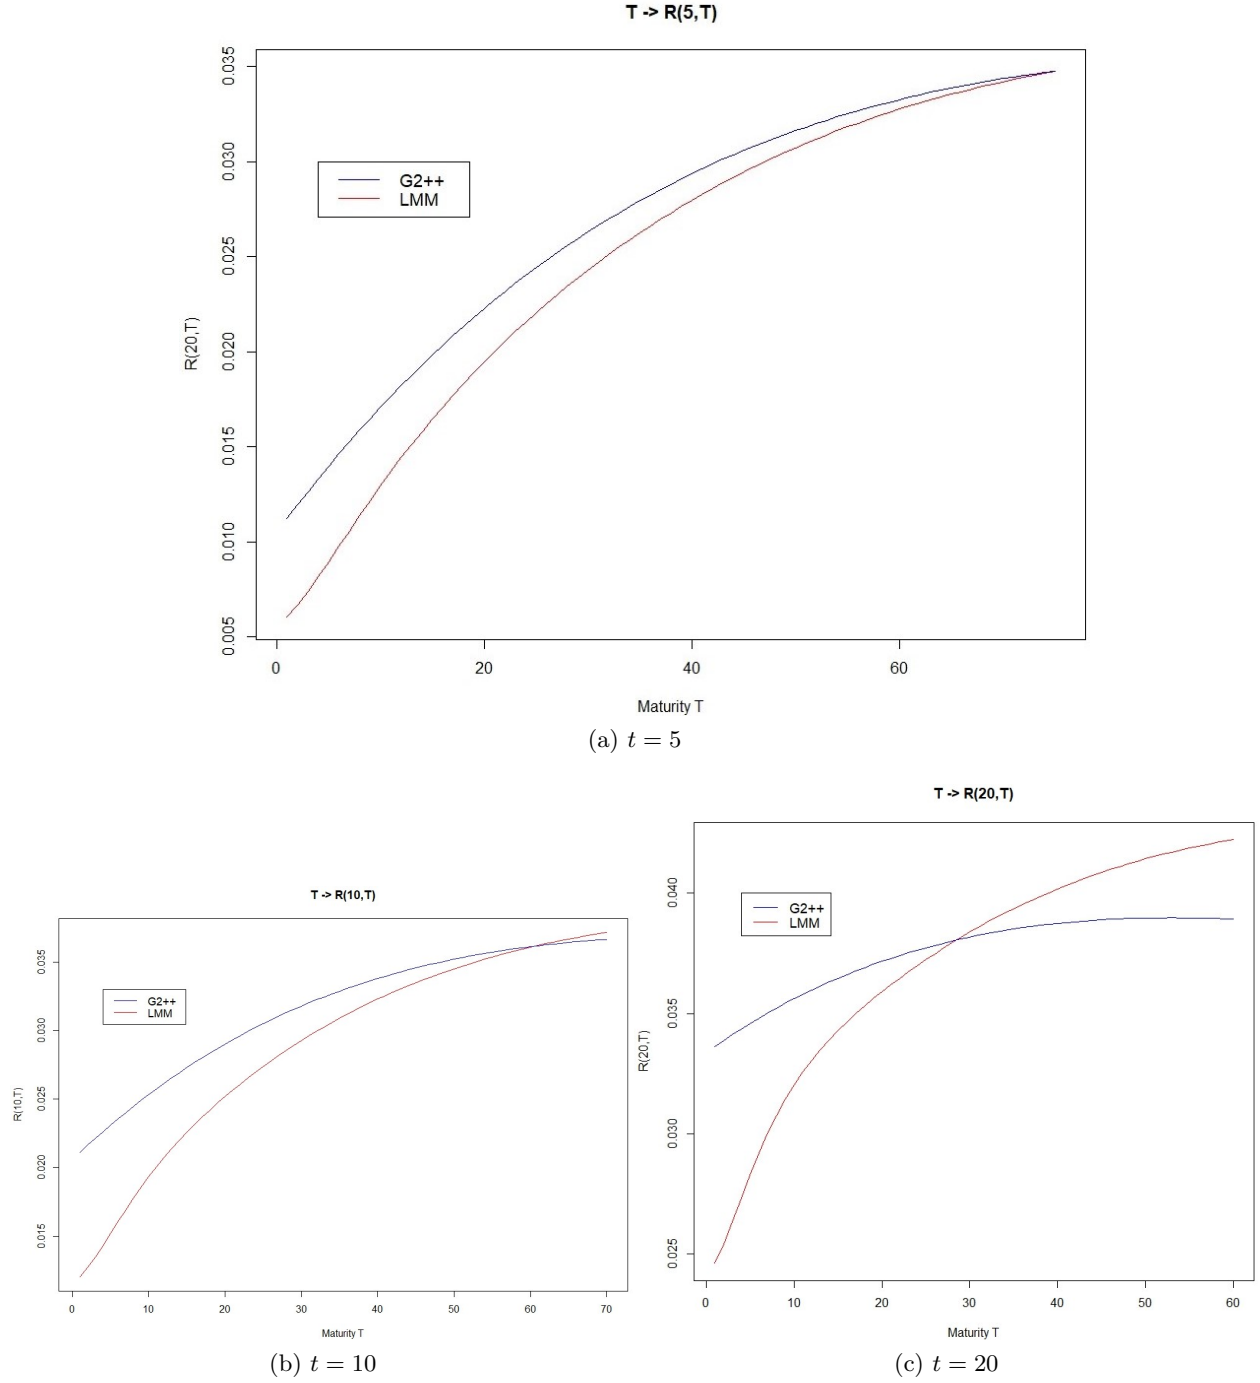 T -> R(5,T)
0.035
0.030
0.025
0.020
0.015
0.010
0.005
R(20,T)
G2++
LMM
0 20 40 60
Maturity T
(a) t = 5
T -> R(10,T)
0.035
0.030
0.025
0.020
0.015
R(10,T)
G2++
LMM
0 10 20 30 40 50 60 70
Maturity T
(b) t = 10
T -> R(20,T)
0.040
0.035
0.030
0.025
R(20,T)
G2++
LMM
0 10 20 30 40 50 60
Maturity T
(c) t = 20